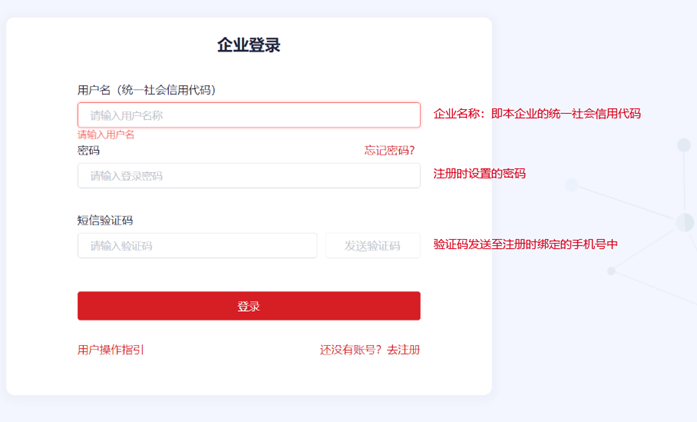 企业登录
用户名（统一社会信用代码）
请输入用户名称
企业名称：即本企业的统一社会信用代码
请输入用户名
密码
忘记密码？
请输入登录密码
注册时设置的密码
短信验证码
请输入验证码
发送验证码
验证码发送至注册时绑定的手机号中
登录
用户操作指引
还没有账号？去注册